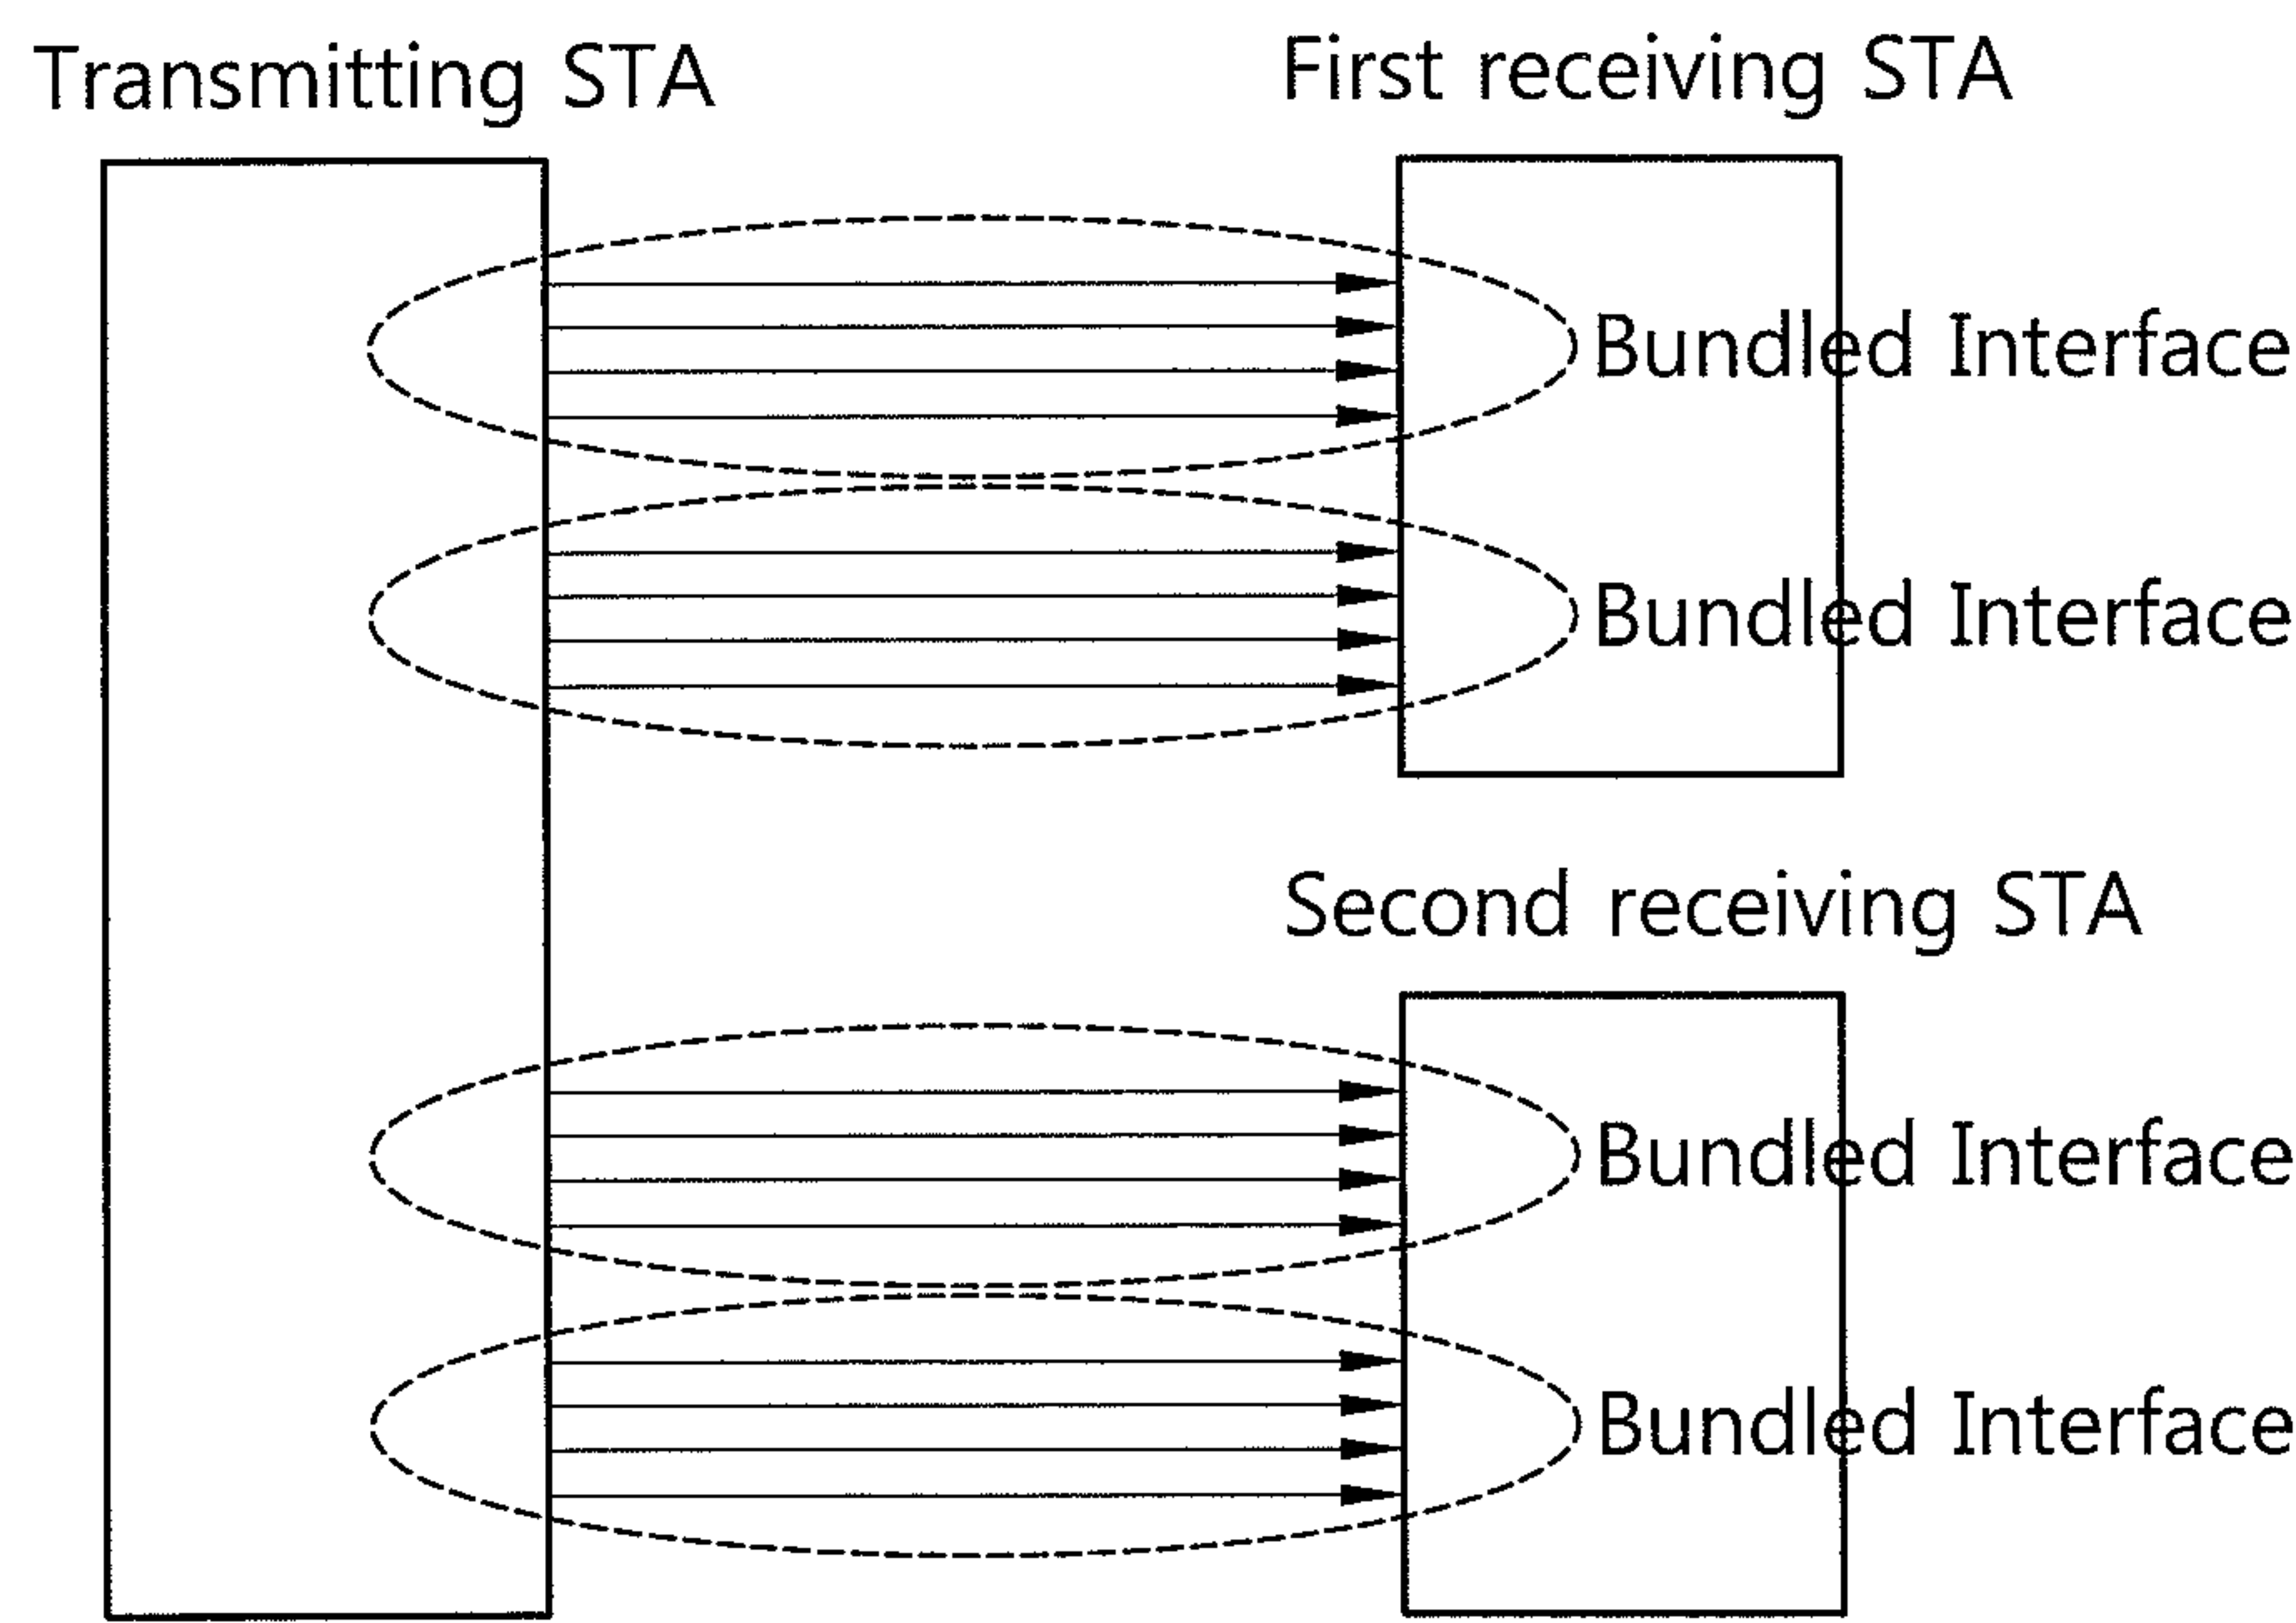 Transmitting STA
First receiving STA
Bundled Interface
Bundled Interface
Second receiving STA
Bundled Interface
Bundled Interface